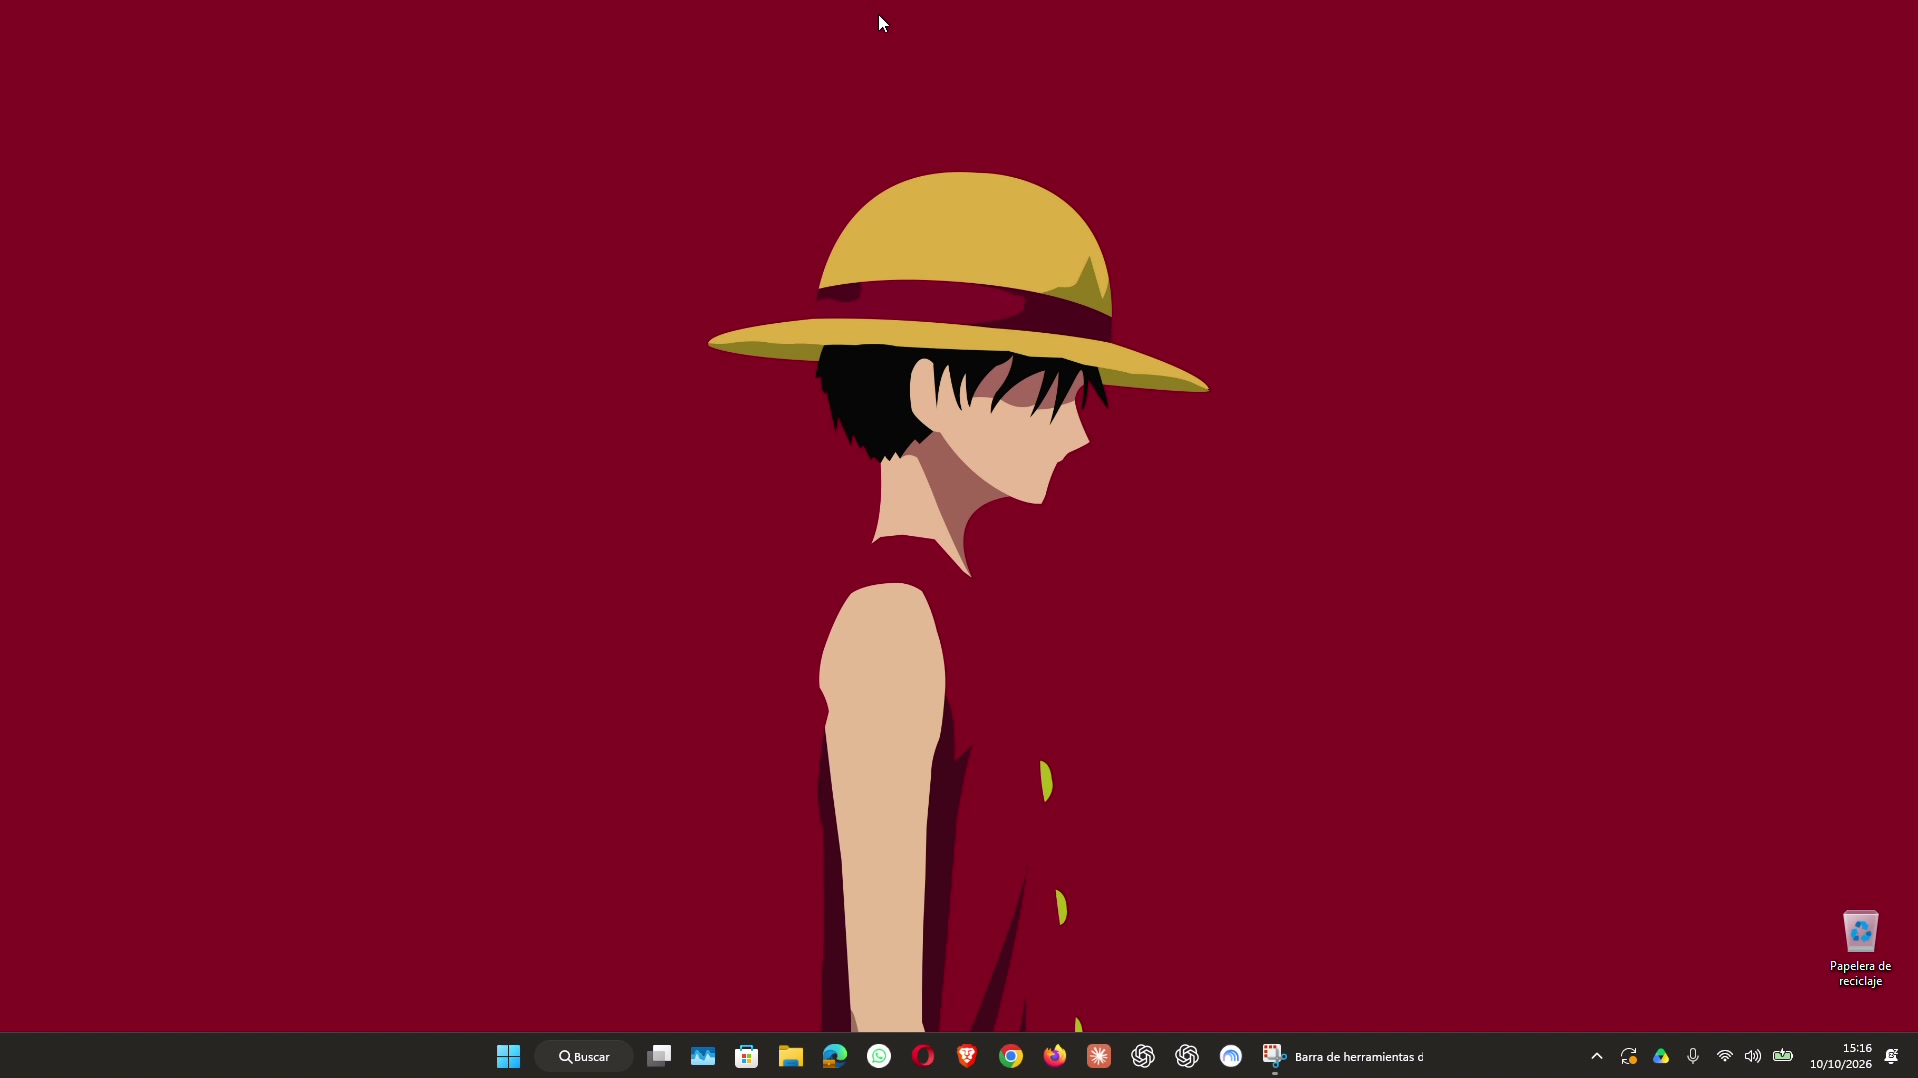 Papelera de
reciclaje
Buscar
Barra de herramientas d
15:16
10/10/2026